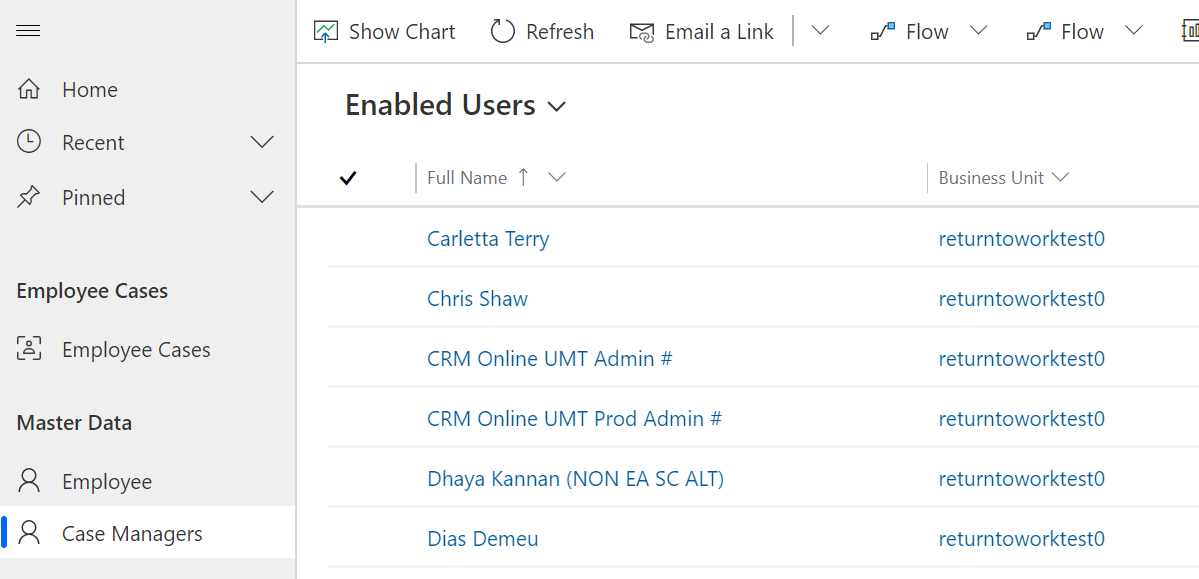 Show Chart Refresh Email a Link Flow Flow
Home
Recent
Pinned
Employee Cases
Employee Cases
Master Data
Employee
Case Managers
Enabled Users
Full Name Business Unit
Carletta Terry returntoworktest0
Chris Shaw returntoworktest0
CRM Online UMT Admin # returntoworktest0
CRM Online UMT Prod Admin # returntoworktest0
Dhaya Kannan (NON EA SC ALT) returntoworktest0
Dias Demeu returntoworktest0